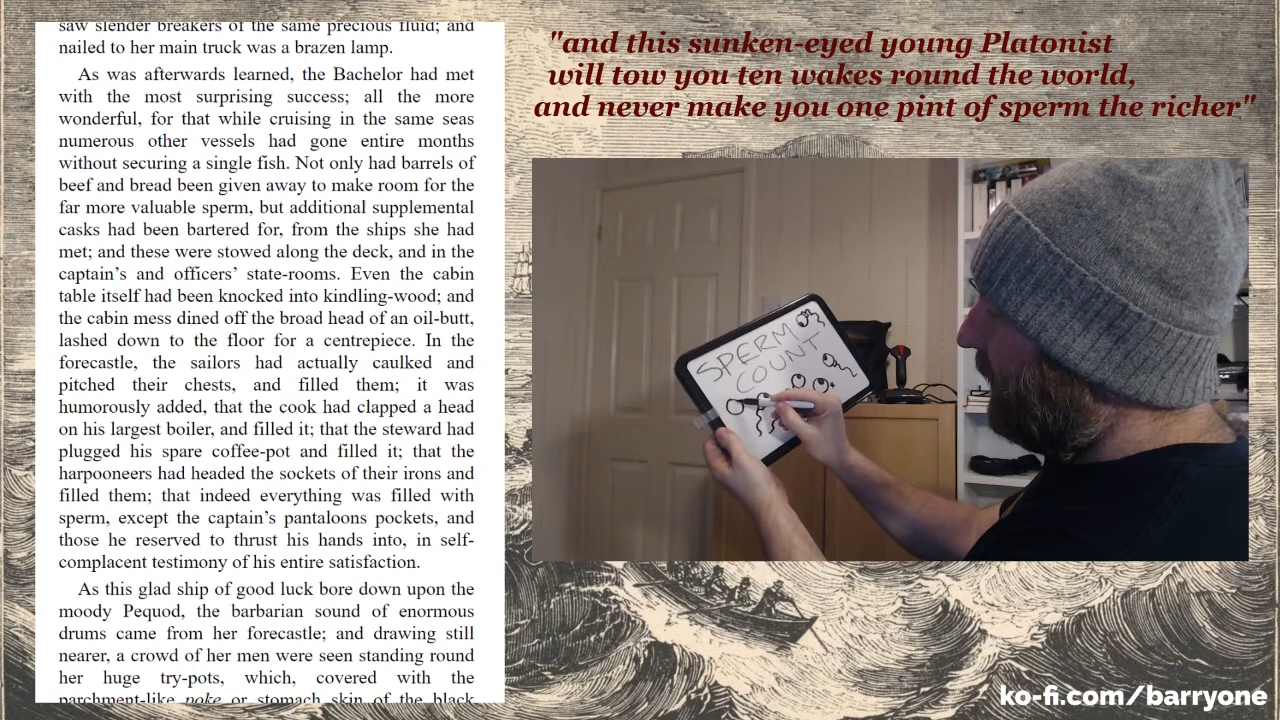 saw slender breakers of the same precious fluid; and
nailed to her main truck was a brazen lamp.
As was afterwards learned, the Bachelor had met
with the most surprising success; all the more
wonderful, for that while cruising in the same seas
numerous other vessels had gone entire months
without securing a single fish. Not only had barrels of
beef and bread been given away to make room for the
far more valuable sperm, but additional supplemental
casks had been bartered for, from the ships she had
met; and these were stowed along the deck, and in the
captain’s and officers’ state-rooms. Even the cabin
table itself had been knocked into kindling-wood; and
the cabin mess dined off the broad head of an oil-butt,
lashed down to the floor for a centrepiece. In the
forecastle, the sailors had actually caulked and
pitched their chests, and filled them; it was
humorously added, that the cook had clapped a head
on his largest boiler, and filled it; that the steward had
plugged his spare coffee-pot and filled it; that the
harpooneers had headed the sockets of their irons and
filled them; that indeed everything was filled with
sperm, except the captain’s pantaloons pockets, and
those he reserved to thrust his hands into, in self-
complacent testimony of his entire satisfaction.
As this glad ship of good luck bore down upon the
moody Pequod, the barbarian sound of enormous
drums came from her forecastle; and drawing still
nearer, a crowd of her men were seen standing round
her huge try-pots, which, covered with the
parchment-like poke or stomach skin of the black
"and this sunken-eyed young Platonist
will tow you ten wakes round the world,
and never make you one pint of sperm the richer"
SPERM
COUNT
ko-fi.com/barryone